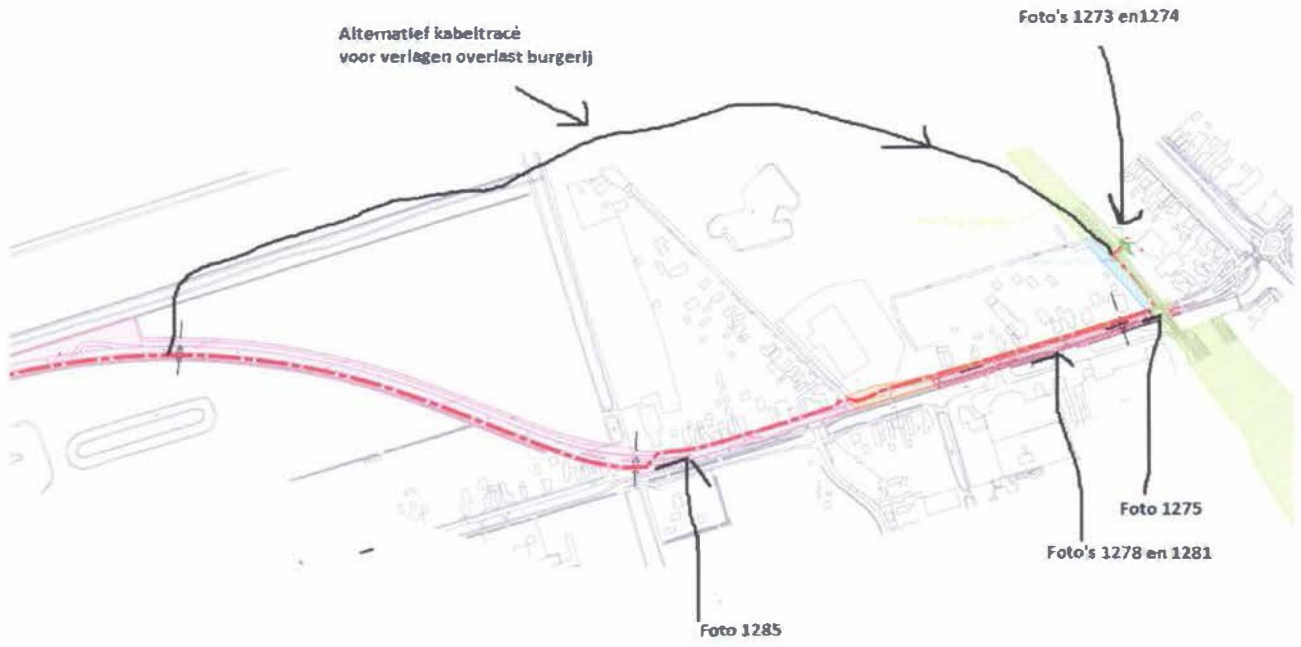 Foto's 1273 en1274
Alternatief kabeltracé
voor verlagen overlast burgerij
Foto 1275
Foto's 1278 en 1281
Foto 1285